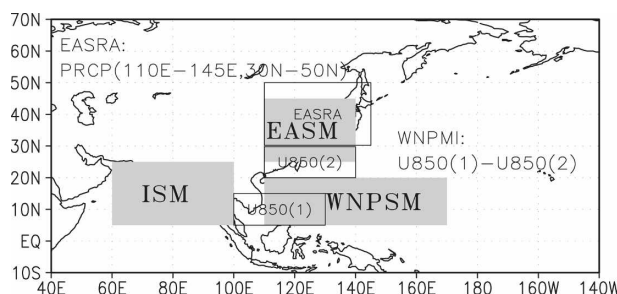 70N
EASRA:
60N
PRCP(110E-145E,30N-50N)
50N
40N
EASRA
EASM
WNPMI:
30N
U850(2)
U850(1)-U850(2)
20N
ISM
WNPSM
10N
U850(1)
EQ
10S
40E 60E 80E 100E 120E 140E 160E 180 160W 140W